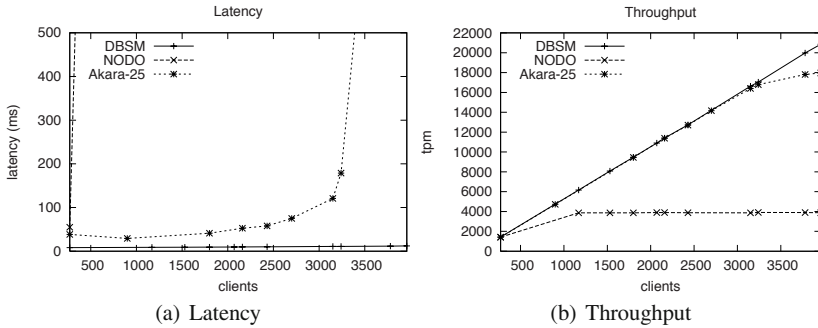 Latency
500
400
300
200
100
0
latency (ms)
DBSM
NODO
Akara-25
500 1000 1500 2000 2500 3000 3500
clients
(a) Latency
Throughput
22000
20000
18000
16000
14000
12000
10000
8000
6000
4000
2000
0
tpm
DBSM
NODO
Akara-25
500 1000 1500 2000 2500 3000 3500
clients
(b) Throughput